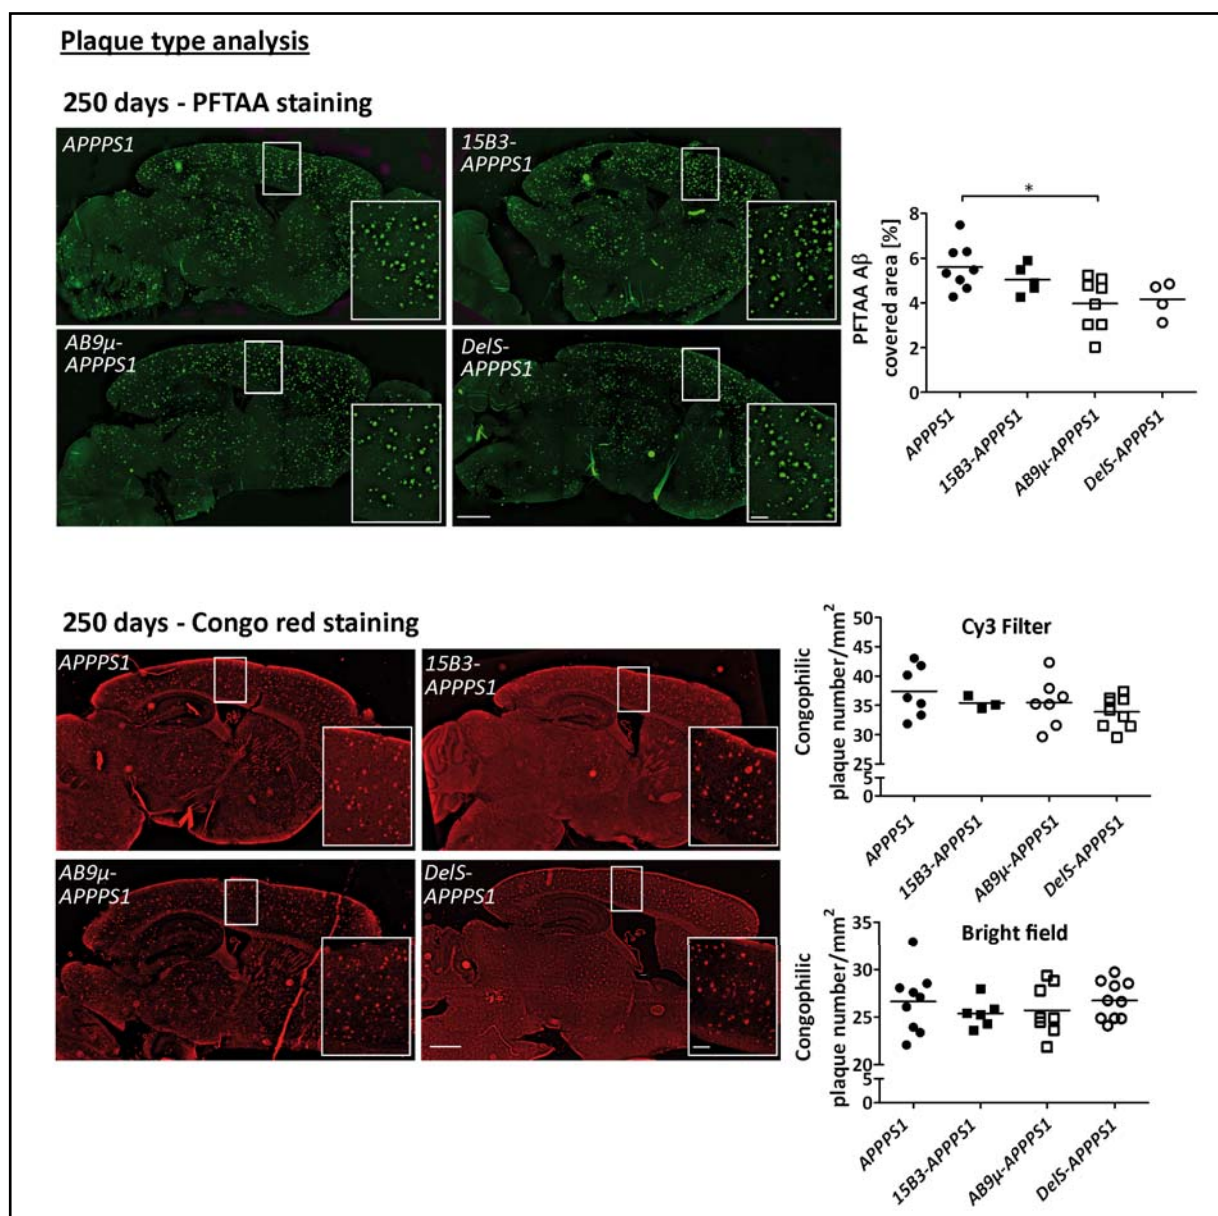 Plaque type analysis
250 days - PFTAA staining
APPPS1
15B3-
APPPS1
AB9µ-
APPPS1
DelS-
APPPS1
PFTAA Aβ
covered area [%]
8
6
4
2
0
*
APPPS1
15B3-APPPS1
AB9µ-APPPS1
DelS-APPPS1
250 days - Congo red staining
APPPS1
15B3-
APPPS1
AB9µ-
APPPS1
DelS-
APPPS1
Congophilic
plaque number/mm²
Cy3 Filter
50
45
40
35
30
25
5
0
APPPS1
15B3-APPPS1
AB9µ-APPPS1
DelS-APPPS1
Congophilic
plaque number/mm²
Bright field
35
30
25
20
5
0
APPPS1
15B3-APPPS1
AB9µ-APPPS1
DelS-APPPS1